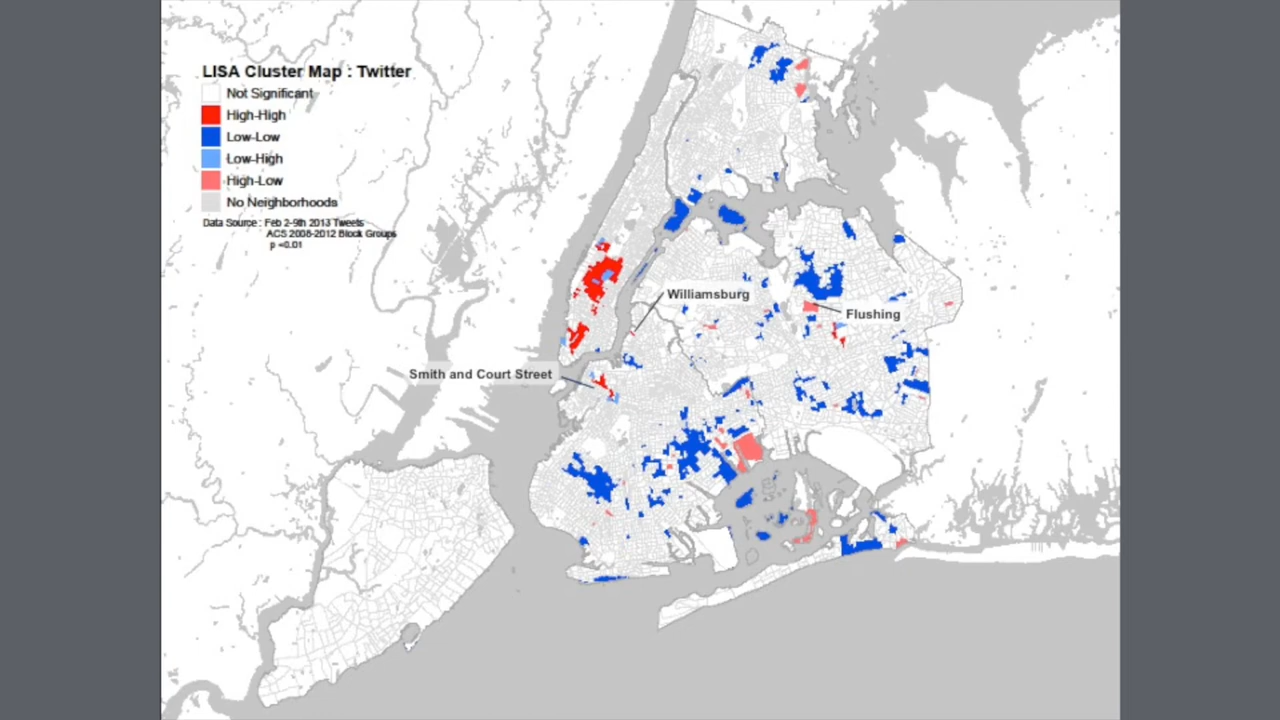 LISA Cluster Map : Twitter
Not Significant
High-High
Low-Low
Low-High
High-Low
No Neighborhoods
Data Source : Feb 2-9th 2013 Tweets
ACS 2008-2012 Block Groups
p =0.01
Williamsburg
Flushing
Smith and Court Street